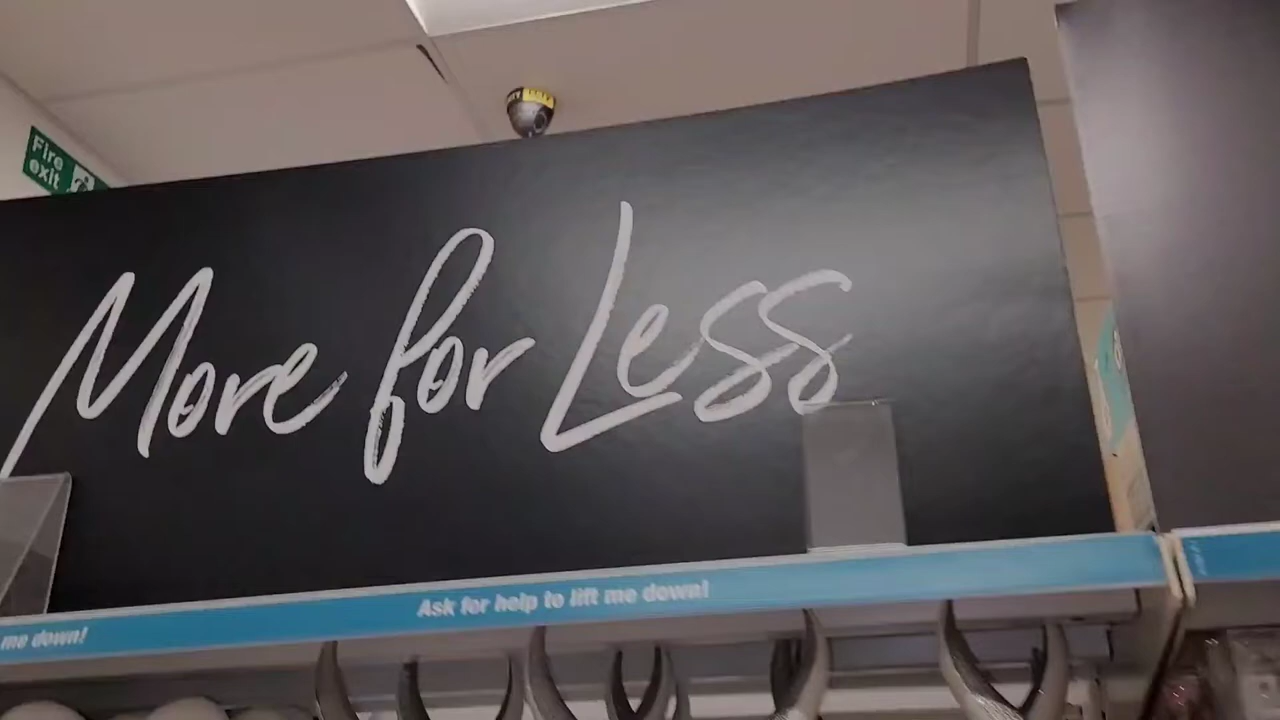 Fire
exit
More for Less
Ask for help to lift me down!
me down!